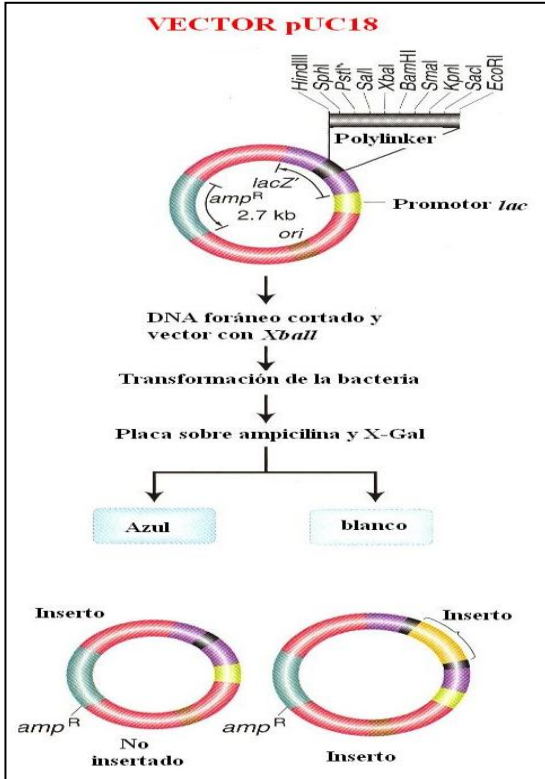 VECTOR pUC18
HindIII
SphI
PstI
SalI
XbaI
BamHI
SmaI
KpnI
SacI
EcoRI
Polylinker
lacZ'
ampR
2.7 kb
ori
Promotor lac
DNA foráneo cortado y
vector con XbaII
Transformación de la bacteria
Placa sobre ampicilina y X-Gal
Azul
blanco
Inserto
Inserto
ampR
No
insertado
ampR
Inserto